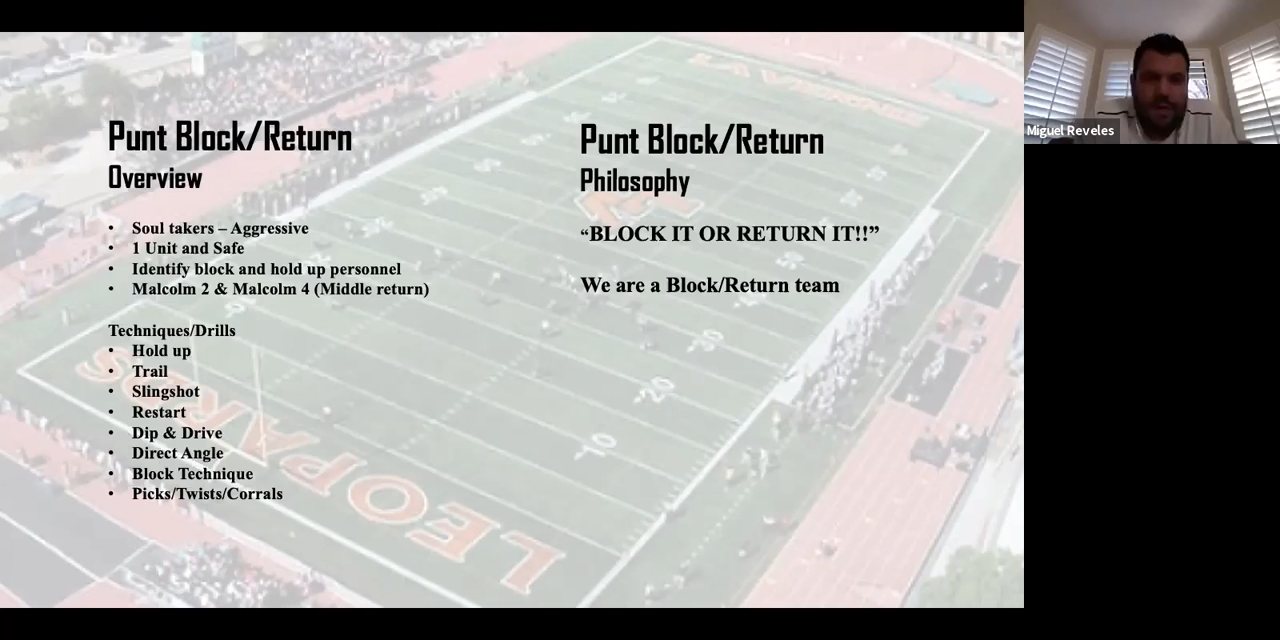 Punt Block/Return
Overview
• Soul takers – Aggressive
• 1 Unit and Safe
• Identify block and hold up personnel
• Malcolm 2 & Malcolm 4 (Middle return)
Techniques/Drills
• Hold up
• Trail
• Slingshot
• Restart
• Dip & Drive
• Direct Angle
• Block Technique
• Picks/Twists/Corrals
Punt Block/Return
Philosophy
“BLOCK IT OR RETURN IT!!”
We are a Block/Return team
LEOPARDS
LA VERNE
Miguel Reveles